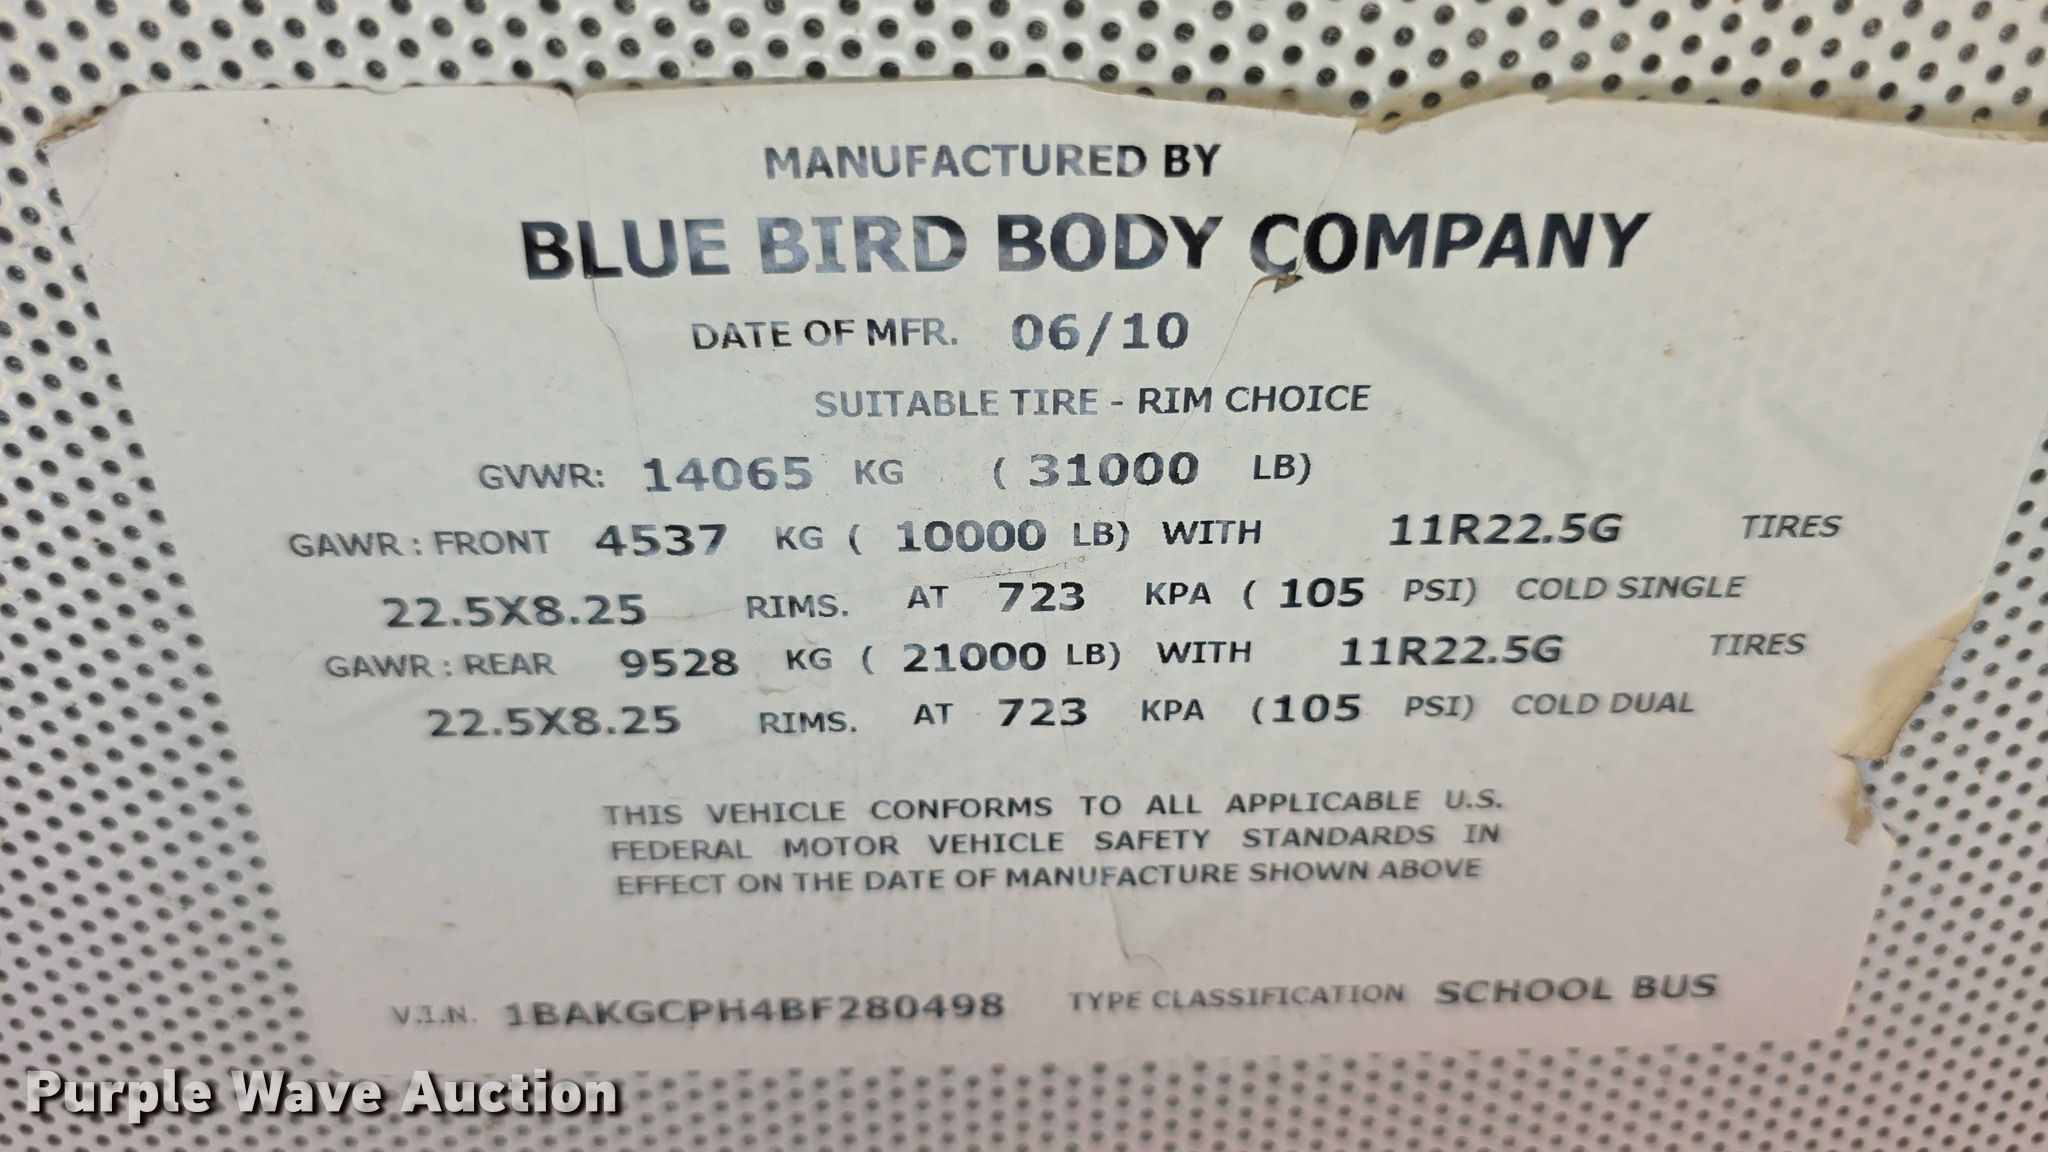 MANUFACTURED BY
BLUE BIRD BODY COMPANY
DATE OF MFR. 06/10
SUITABLE TIRE - RIM CHOICE
GVWR: 14065 KG ( 31000 LB)
GAWR : FRONT 4537 KG ( 10000 LB) WITH 11R22.5G TIRES
22.5X8.25 RIMS. AT 723 KPA ( 105 PSI) COLD SINGLE
GAWR : REAR 9528 KG ( 21000 LB) WITH 11R22.5G TIRES
22.5X8.25 RIMS. AT 723 KPA (105 PSI) COLD DUAL
THIS VEHICLE CONFORMS TO ALL APPLICABLE U.S.
FEDERAL MOTOR VEHICLE SAFETY STANDARDS IN
EFFECT ON THE DATE OF MANUFACTURE SHOWN ABOVE
V.I.N. 1BAKGCPH4BF280498 TYPE CLASSIFICATION SCHOOL BUS
Purple Wave Auction